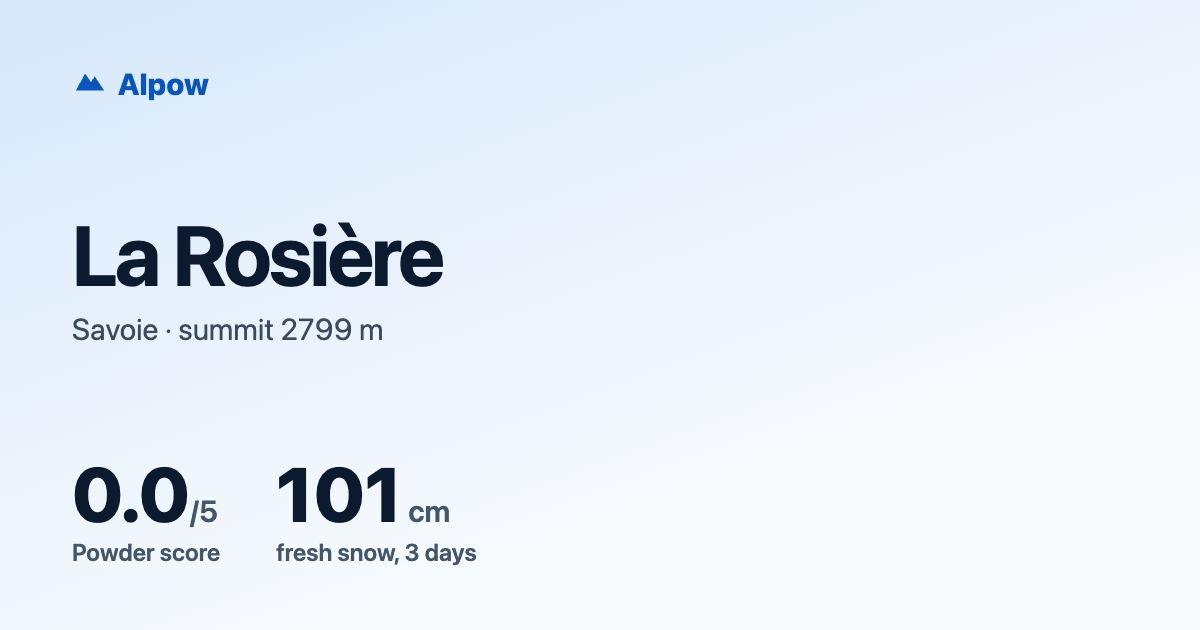 Alpow
La Rosière
Savoie · summit 2799 m
0.0/5 101 cm
Powder score fresh snow, 3 days